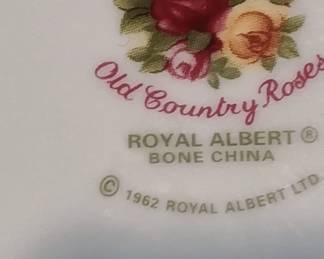 Old Country Roses
ROYAL ALBERT ®
BONE CHINA
© 1962 ROYAL ALBERT LTD